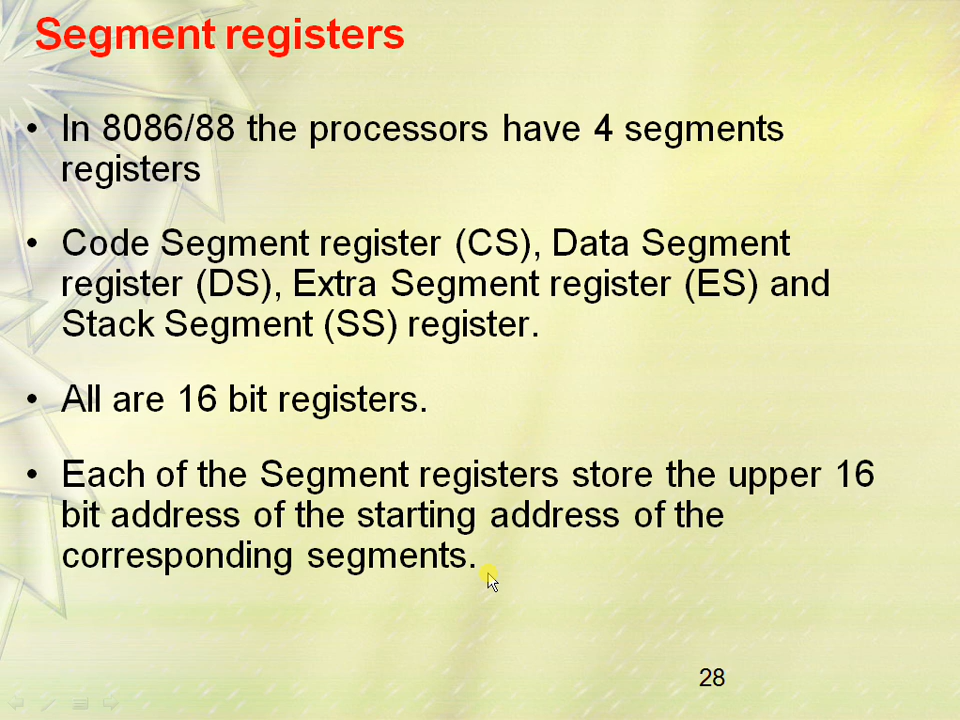 Segment registers
• In 8086/88 the processors have 4 segments
registers
• Code Segment register (CS), Data Segment
register (DS), Extra Segment register (ES) and
Stack Segment (SS) register.
• All are 16 bit registers.
• Each of the Segment registers store the upper 16
bit address of the starting address of the
corresponding segments.
28